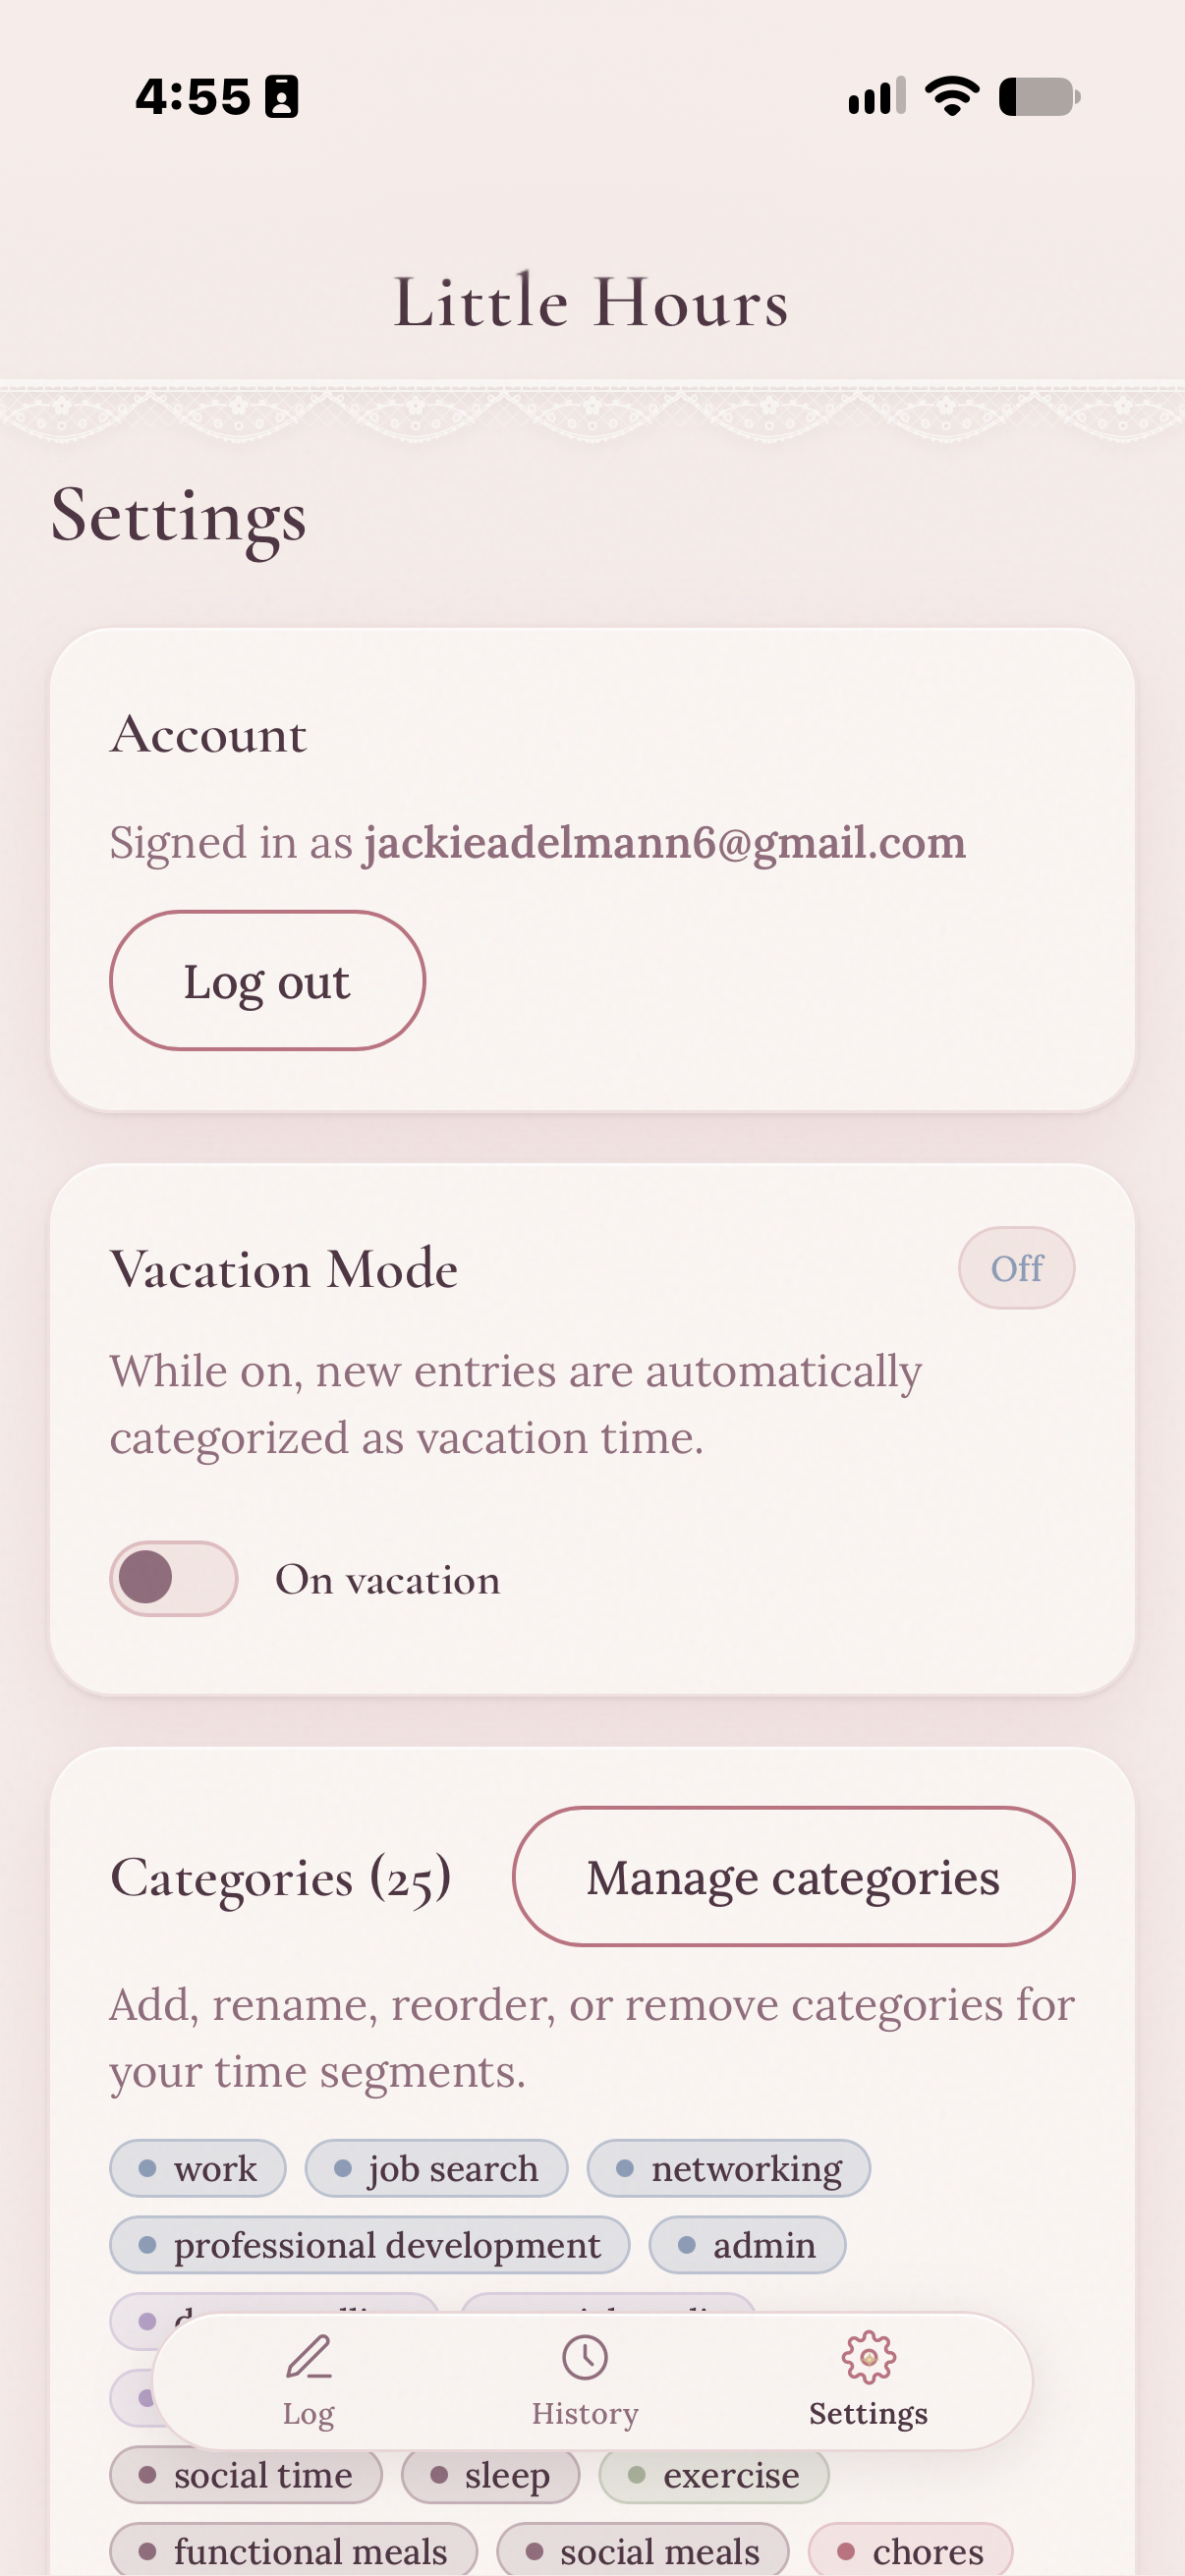 4:55
Little Hours
Settings
Account
Signed in as jackieadelmann6@gmail.com
Log out
Vacation Mode
Off
While on, new entries are automatically
categorized as vacation time.
On vacation
Categories (25)
Manage categories
Add, rename, reorder, or remove categories for
your time segments.
work
job search
networking
professional development
admin
Log
History
Settings
social time
sleep
exercise
functional meals
social meals
chores